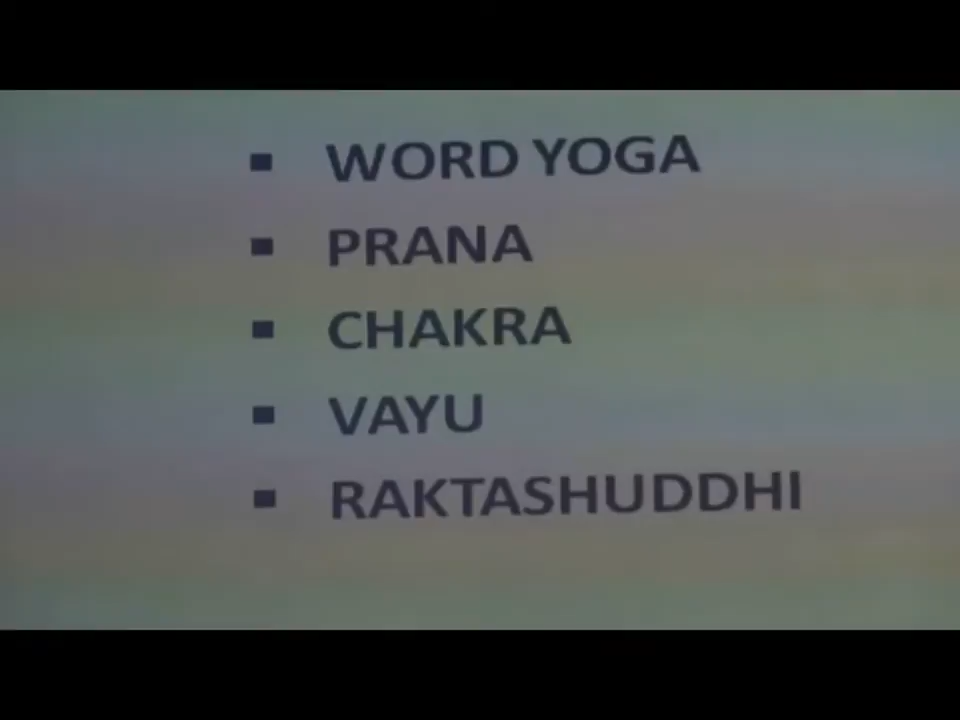 ▪ WORD YOGA
▪ PRANA
▪ CHAKRA
▪ VAYU
▪ RAKTASHUDDHI